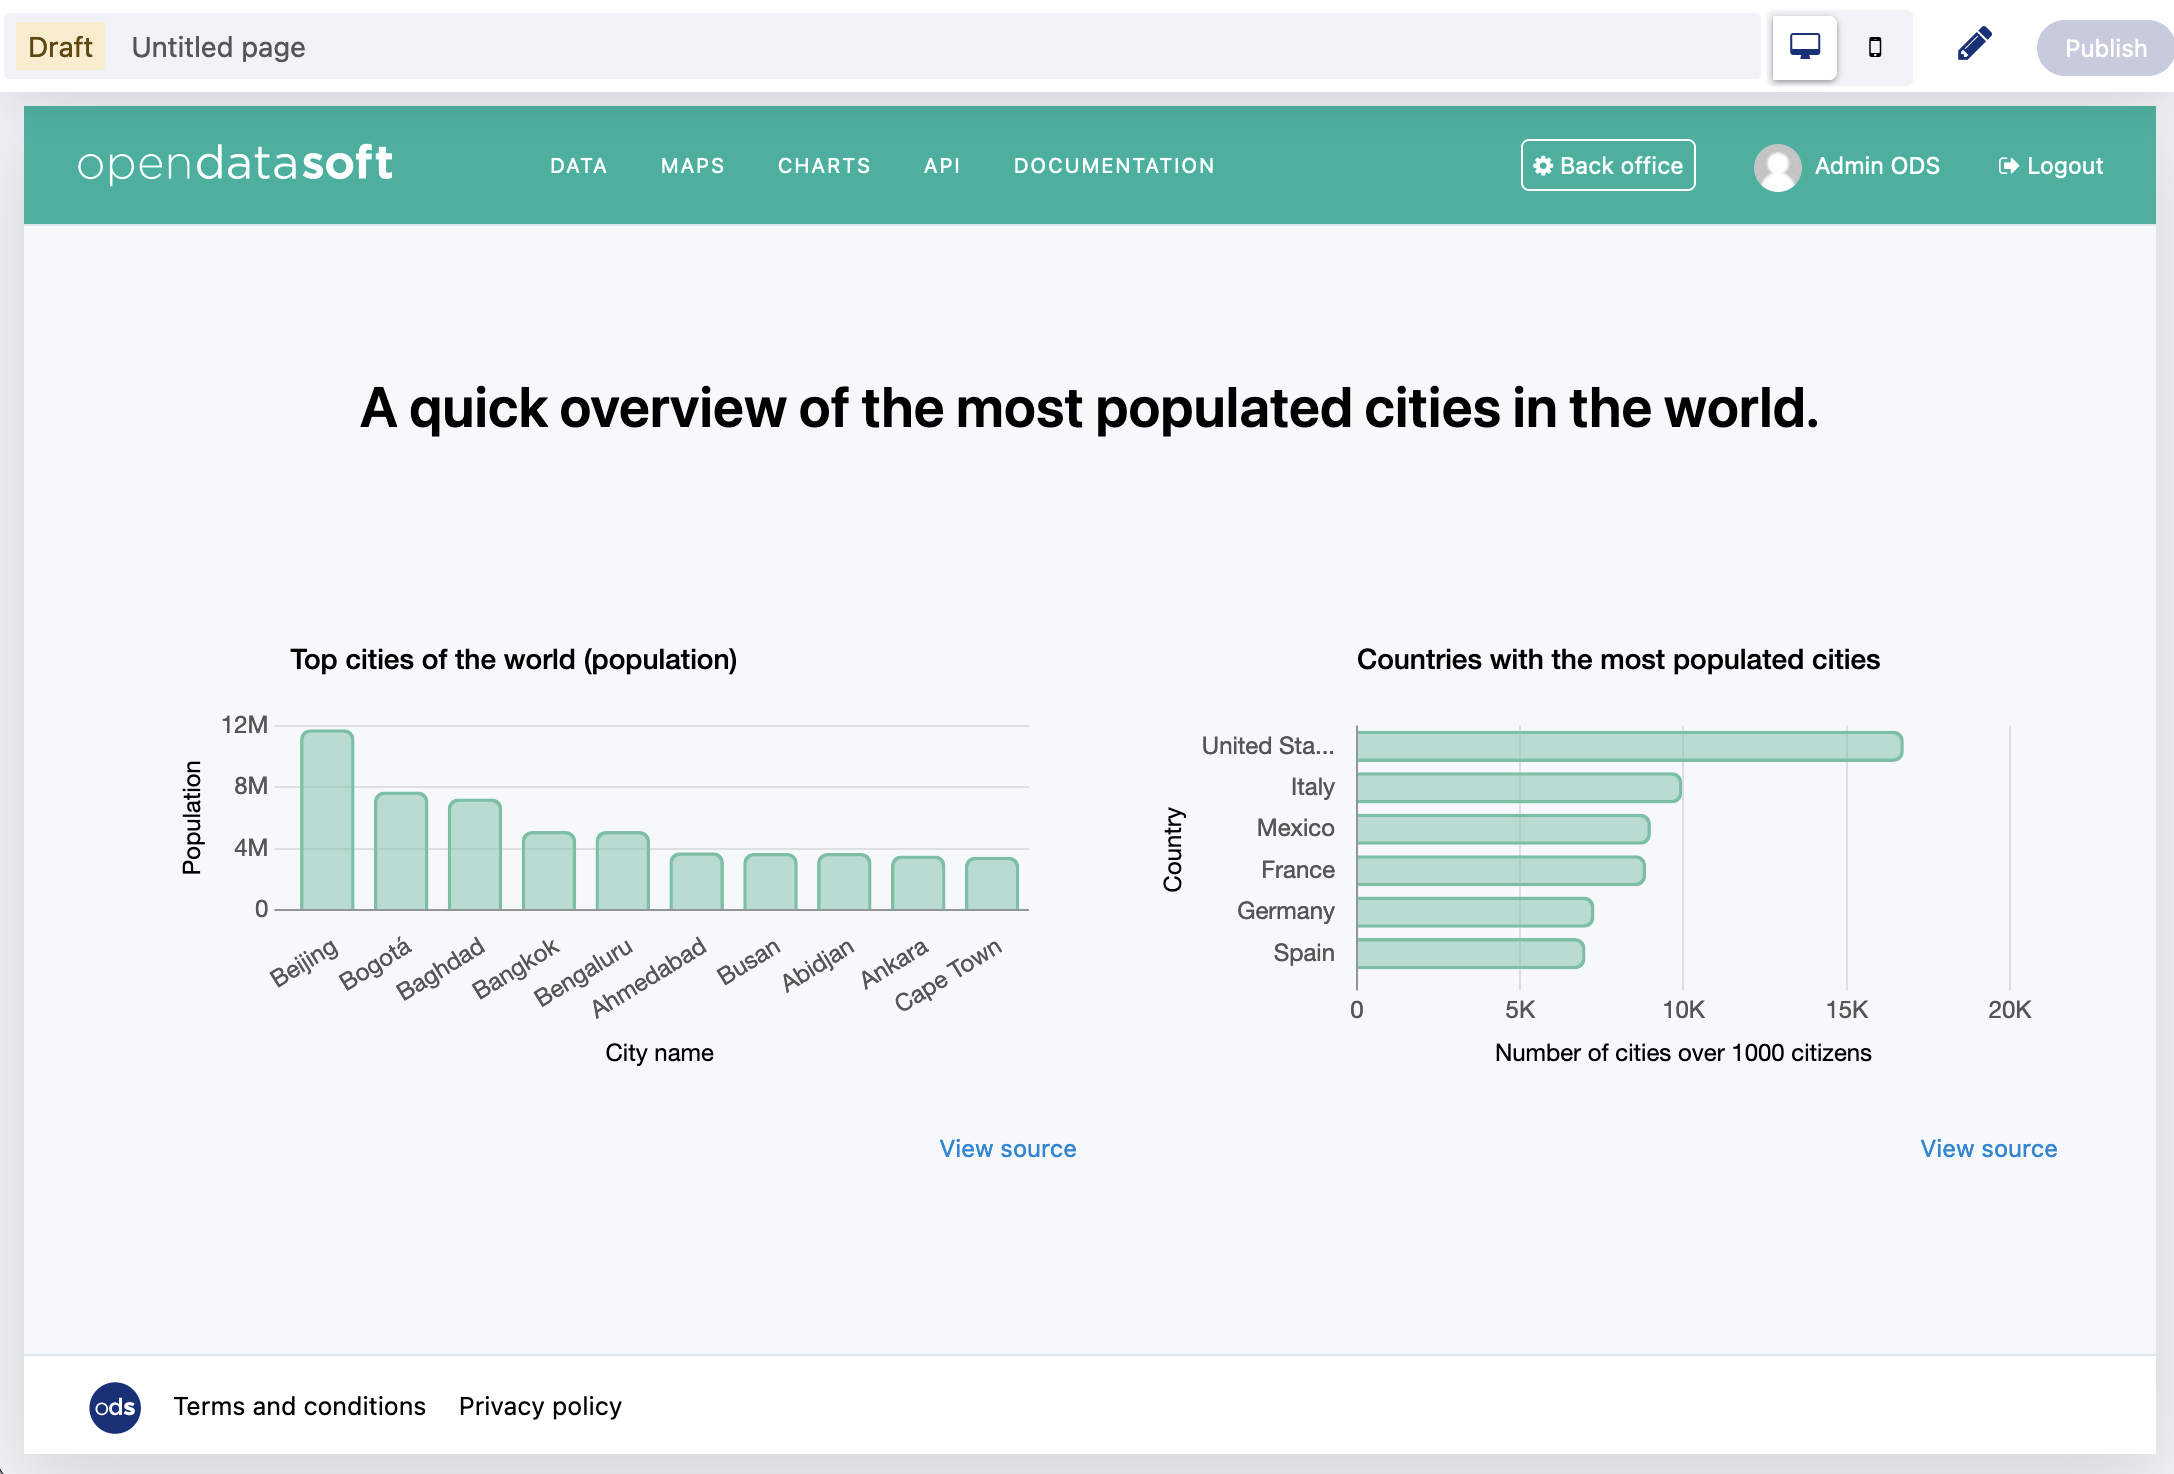 Draft Untitled page Publish
opendatasoft DATA MAPS CHARTS API DOCUMENTATION Back office Admin ODS Logout
A quick overview of the most populated cities in the world.
Top cities of the world (population)
12M
8M
4M
0
Population
Beijing Bogotá Baghdad Bangkok Bengaluru Ahmedabad Busan Abidjan Ankara Cape Town
City name
View source
Countries with the most populated cities
Country
United Sta...
Italy
Mexico
France
Germany
Spain
0 5K 10K 15K 20K
Number of cities over 1000 citizens
View source
ods Terms and conditions Privacy policy